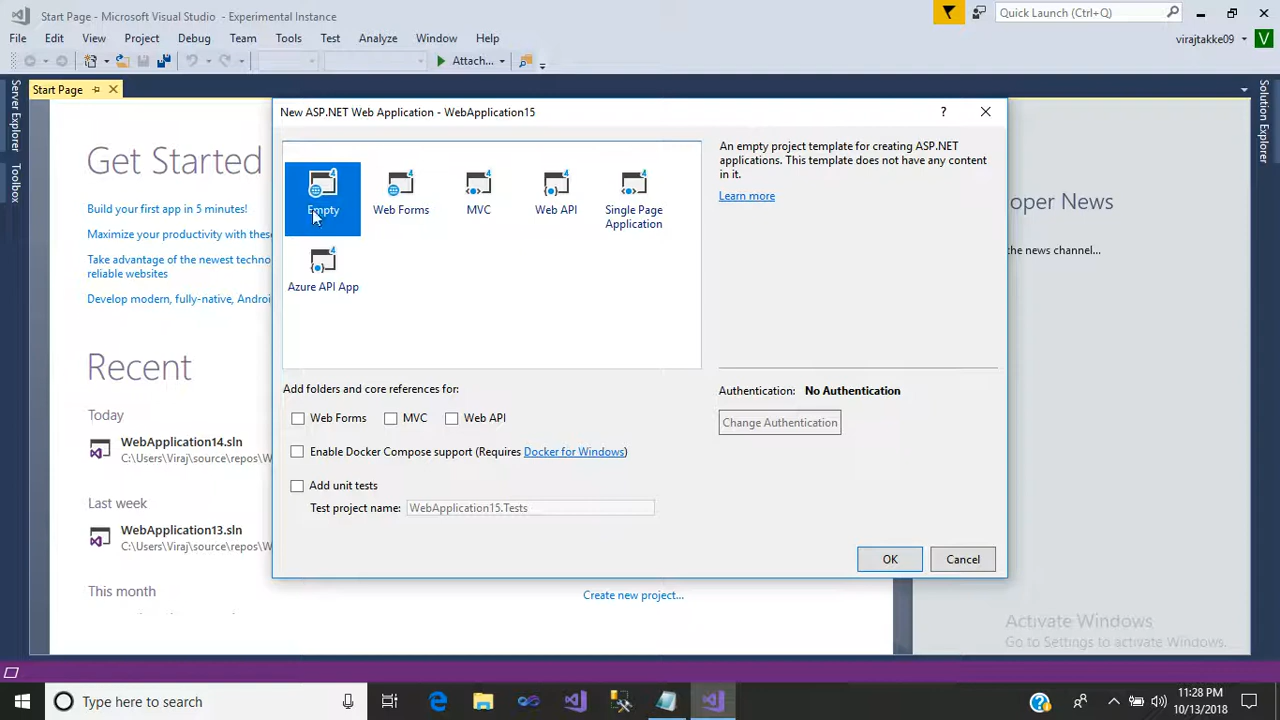 Start Page - Microsoft Visual Studio - Experimental Instance
Quick Launch (Ctrl+Q)
File Edit View Project Debug Team Tools Test Analyze Window Help
virajtakke09 V
Attach...
Start Page
Server Explorer
Toolbox
Solution Explorer
Get Started
Build your first app in 5 minutes!
Maximize your productivity with these
Take advantage of the newest techno
reliable websites
Develop modern, fully-native, Androi
Recent
Today
WebApplication14.sln
C:\Users\Viraj\source\repos\W
Last week
WebApplication13.sln
C:\Users\Viraj\source\repos\W
This month
New ASP.NET Web Application - WebApplication15
?
4 4 4 4 4
Empty Web Forms MVC Web API Single Page
Application
4
Azure API App
An empty project template for creating ASP.NET
applications. This template does not have any content
in it.
Learn more
Add folders and core references for:
Web Forms MVC Web API
Enable Docker Compose support (Requires Docker for Windows)
Add unit tests
Test project name: WebApplication15.Tests
Authentication: No Authentication
Change Authentication
OK Cancel
oper News
the news channel...
Create new project...
Activate Windows
Go to Settings to activate Windows.
Type here to search
11:28 PM
10/13/2018